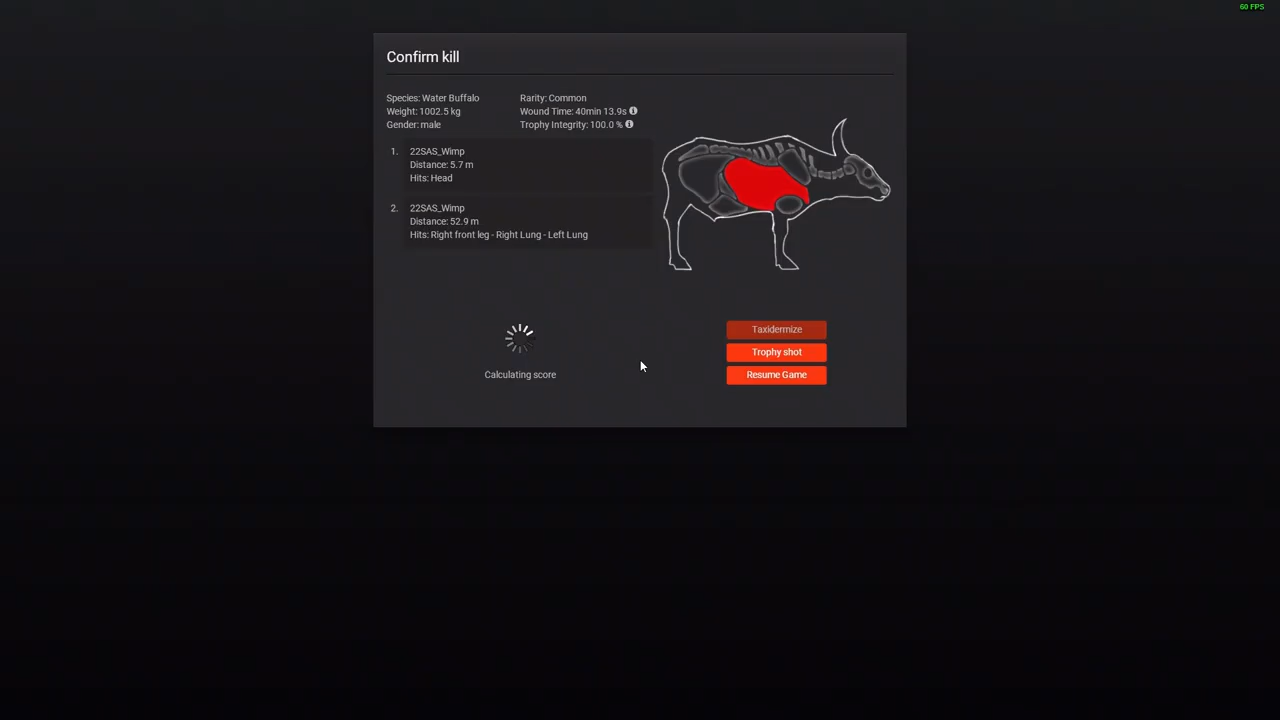 60 FPS
Confirm kill
Species: Water Buffalo
Weight: 1002.5 kg
Gender: male
Rarity: Common
Wound Time: 40min 13.9s
Trophy Integrity: 100.0 %
1. 22SAS_Wimp
Distance: 5.7 m
Hits: Head
2. 22SAS_Wimp
Distance: 52.9 m
Hits: Right front leg - Right Lung - Left Lung
Calculating score
Taxidermize
Trophy shot
Resume Game